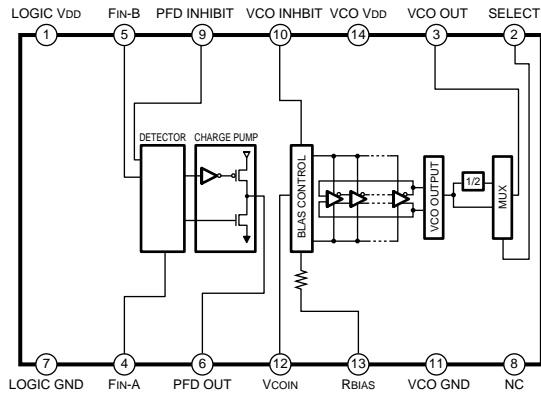 LOGIC VDD FIN-B PFD INHIBIT VCO INHBIT VCO VDD VCO OUT SELECT
1 5 9 10 14 3 2
DETECTOR CHARGE PUMP
BLAS CONTROL
VCO OUTPUT
1/2
MUX
7 4 6 12 13 11 8
LOGIC GND FIN-A PFD OUT VCOIN RBIAS VCO GND NC